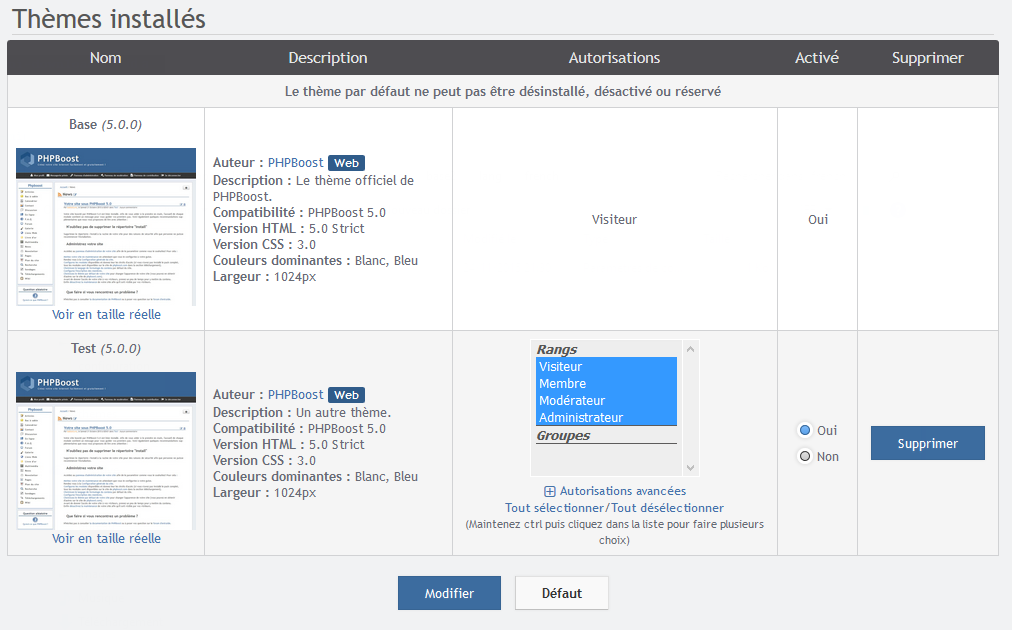 Thèmes installés
Nom Description Autorisations Activé Supprimer
Le thème par défaut ne peut pas être désinstallé, désactivé ou réservé
Base (5.0.0)
PHPBoost
Voir en taille réelle
Auteur : PHPBoost Web
Description : Le thème officiel de
PHPBoost.
Compatibilité : PHPBoost 5.0
Version HTML : 5.0 Strict
Version CSS : 3.0
Couleurs dominantes : Blanc, Bleu
Largeur : 1024px
Visiteur
Oui
Test (5.0.0)
PHPBoost
Voir en taille réelle
Auteur : PHPBoost Web
Description : Un autre thème.
Compatibilité : PHPBoost 5.0
Version HTML : 5.0 Strict
Version CSS : 3.0
Couleurs dominantes : Blanc, Bleu
Largeur : 1024px
Rangs
Visiteur
Membre
Modérateur
Administrateur
Groupes
Autorisations avancées
Tout sélectionner/Tout désélectionner
(Maintenez ctrl puis cliquez dans la liste pour faire plusieurs
choix)
Oui
Non
Supprimer
Modifier Défaut